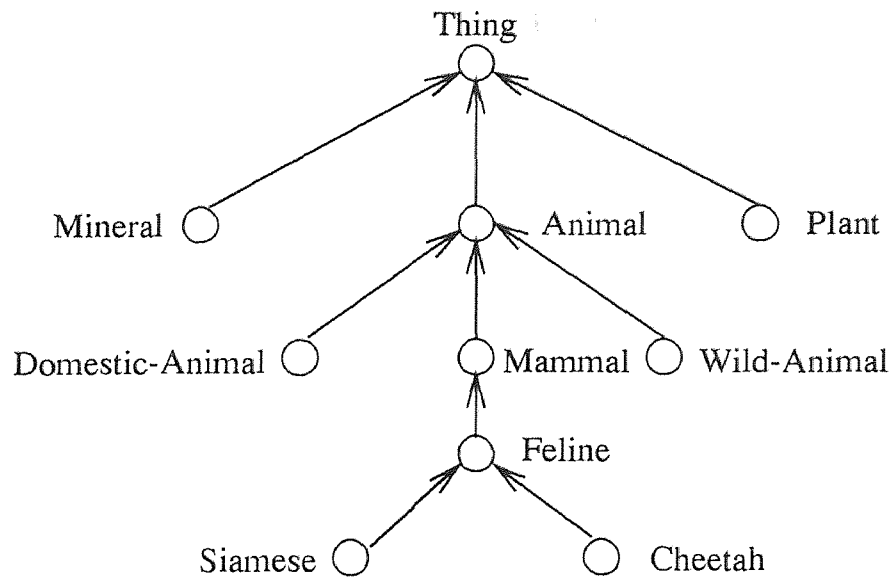 Thing
Mineral
Animal
Plant
Domestic-Animal
Mammal
Wild-Animal
Feline
Siamese
Cheetah